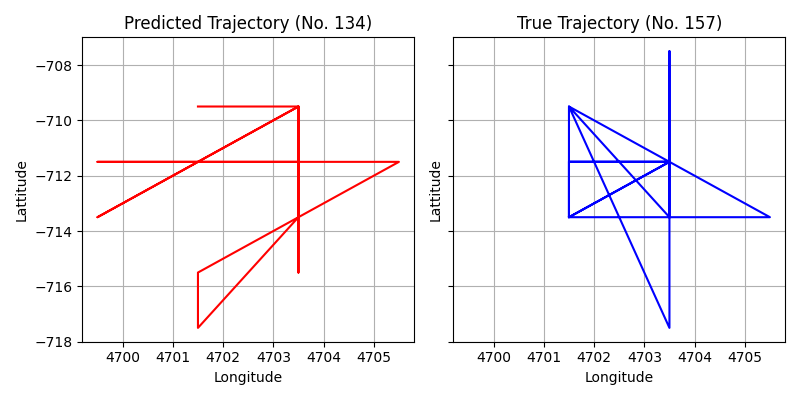 Predicted Trajectory (No. 134)
True Trajectory (No. 157)
Lattitude
−708
−710
−712
−714
−716
−718
4700 4701 4702 4703 4704 4705
Longitude
Lattitude
4700 4701 4702 4703 4704 4705
Longitude